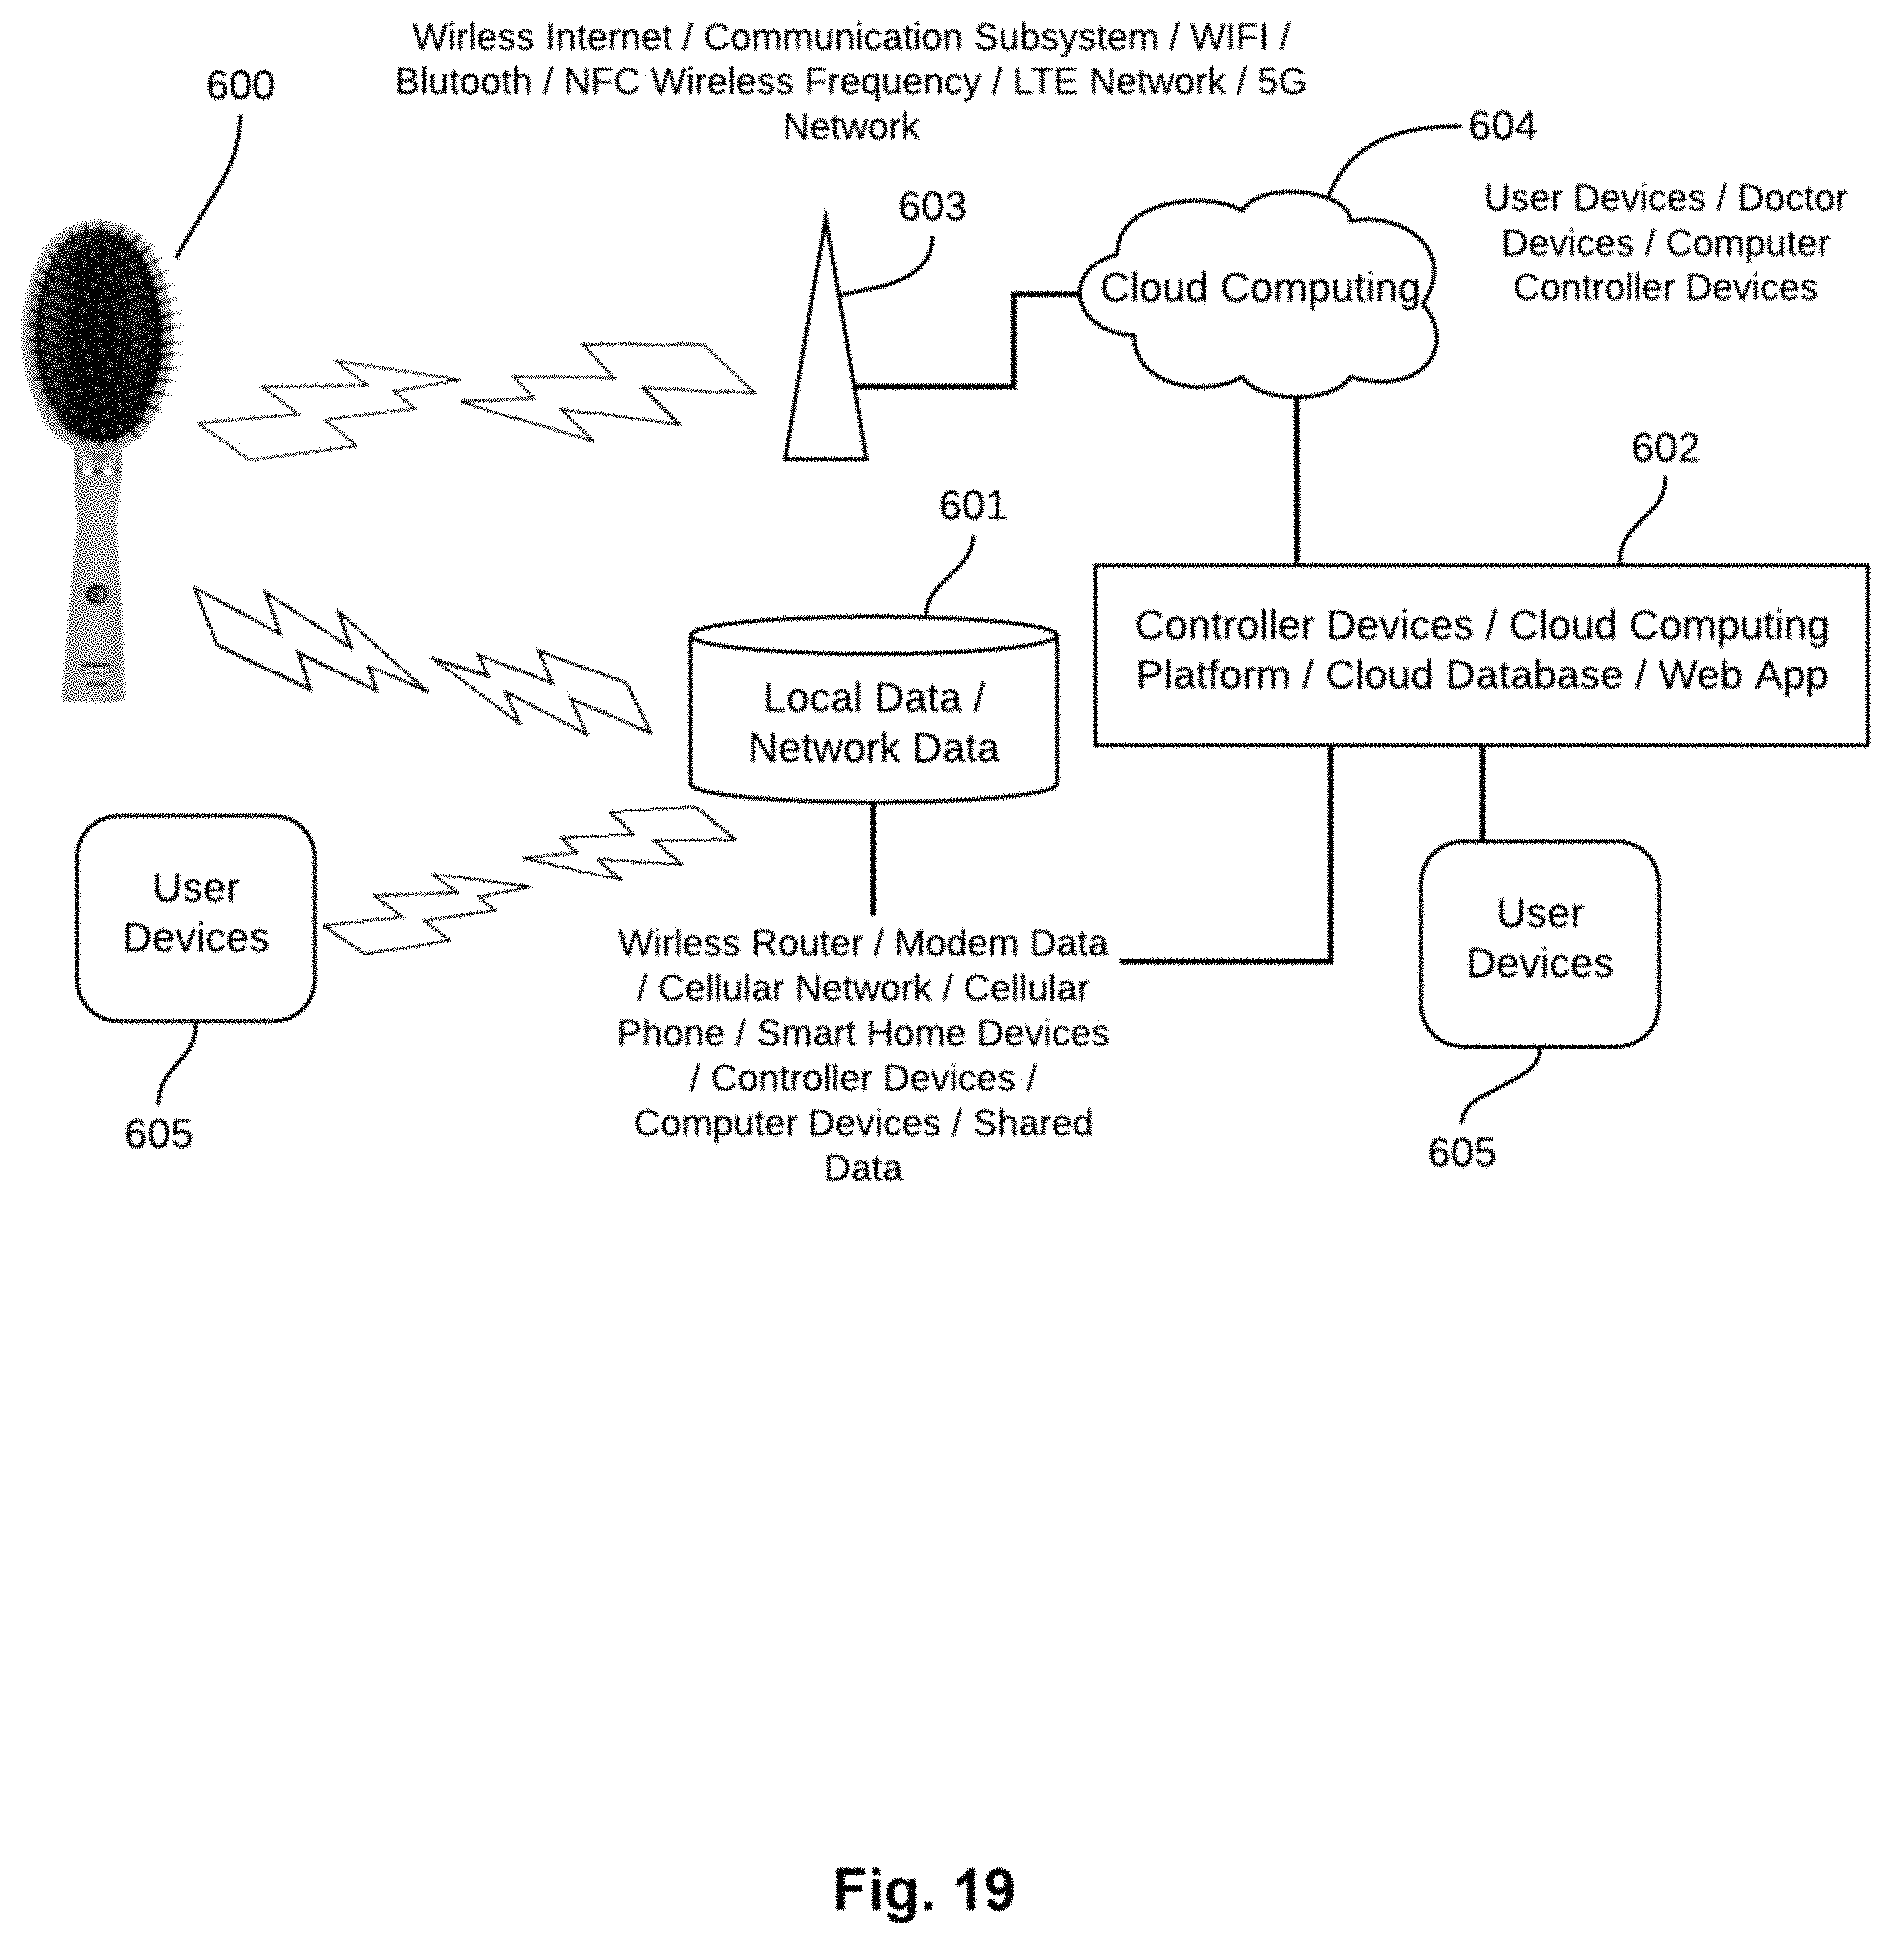 Wirless Internet / Communication Subsystem / WIFI /
Blutooth / NFC Wireless Frequency / LTE Network / 5G
Network
600
604
603
User Devices / Doctor
Devices / Computer
Controller Devices
Cloud Computing
602
601
Controller Devices / Cloud Computing
Platform / Cloud Database / Web App
Local Data /
Network Data
User
Devices
User
Devices
Wirless Router / Modem Data
/ Cellular Network / Cellular
Phone / Smart Home Devices
/ Controller Devices /
Computer Devices / Shared
Data
605
605
Fig. 19